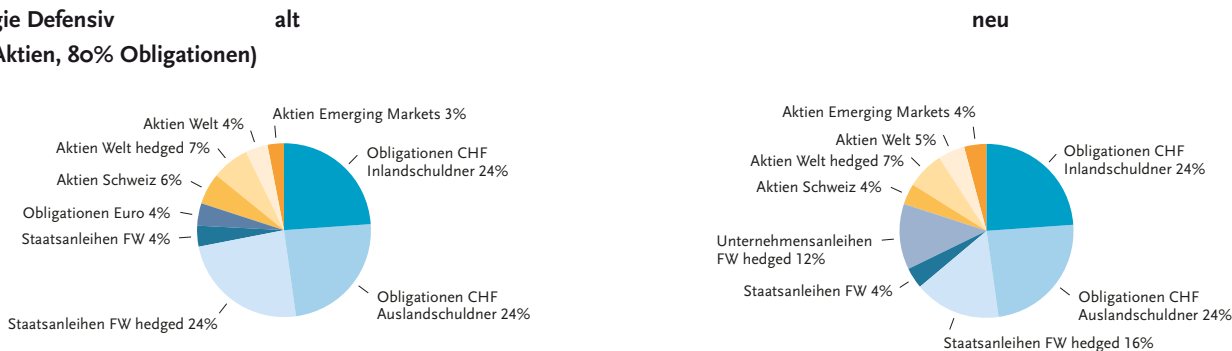 gie Defensiv
alt
neu
Aktien, 80% Obligationen)
Aktien Emerging Markets 3%
Aktien Welt 4%
Aktien Welt hedged 7%
Obligationen CHF
Inlandschuldner 24%
Aktien Schweiz 6%
Obligationen Euro 4%
Staatsanleihen FW 4%
Obligationen CHF
Auslandschuldner 24%
Staatsanleihen FW hedged 24%
Aktien Emerging Markets 4%
Aktien Welt 5%
Aktien Welt hedged 7%
Obligationen CHF
Inlandschuldner 24%
Aktien Schweiz 4%
Unternehmensanleihen
FW hedged 12%
Staatsanleihen FW 4%
Obligationen CHF
Auslandschuldner 24%
Staatsanleihen FW hedged 16%